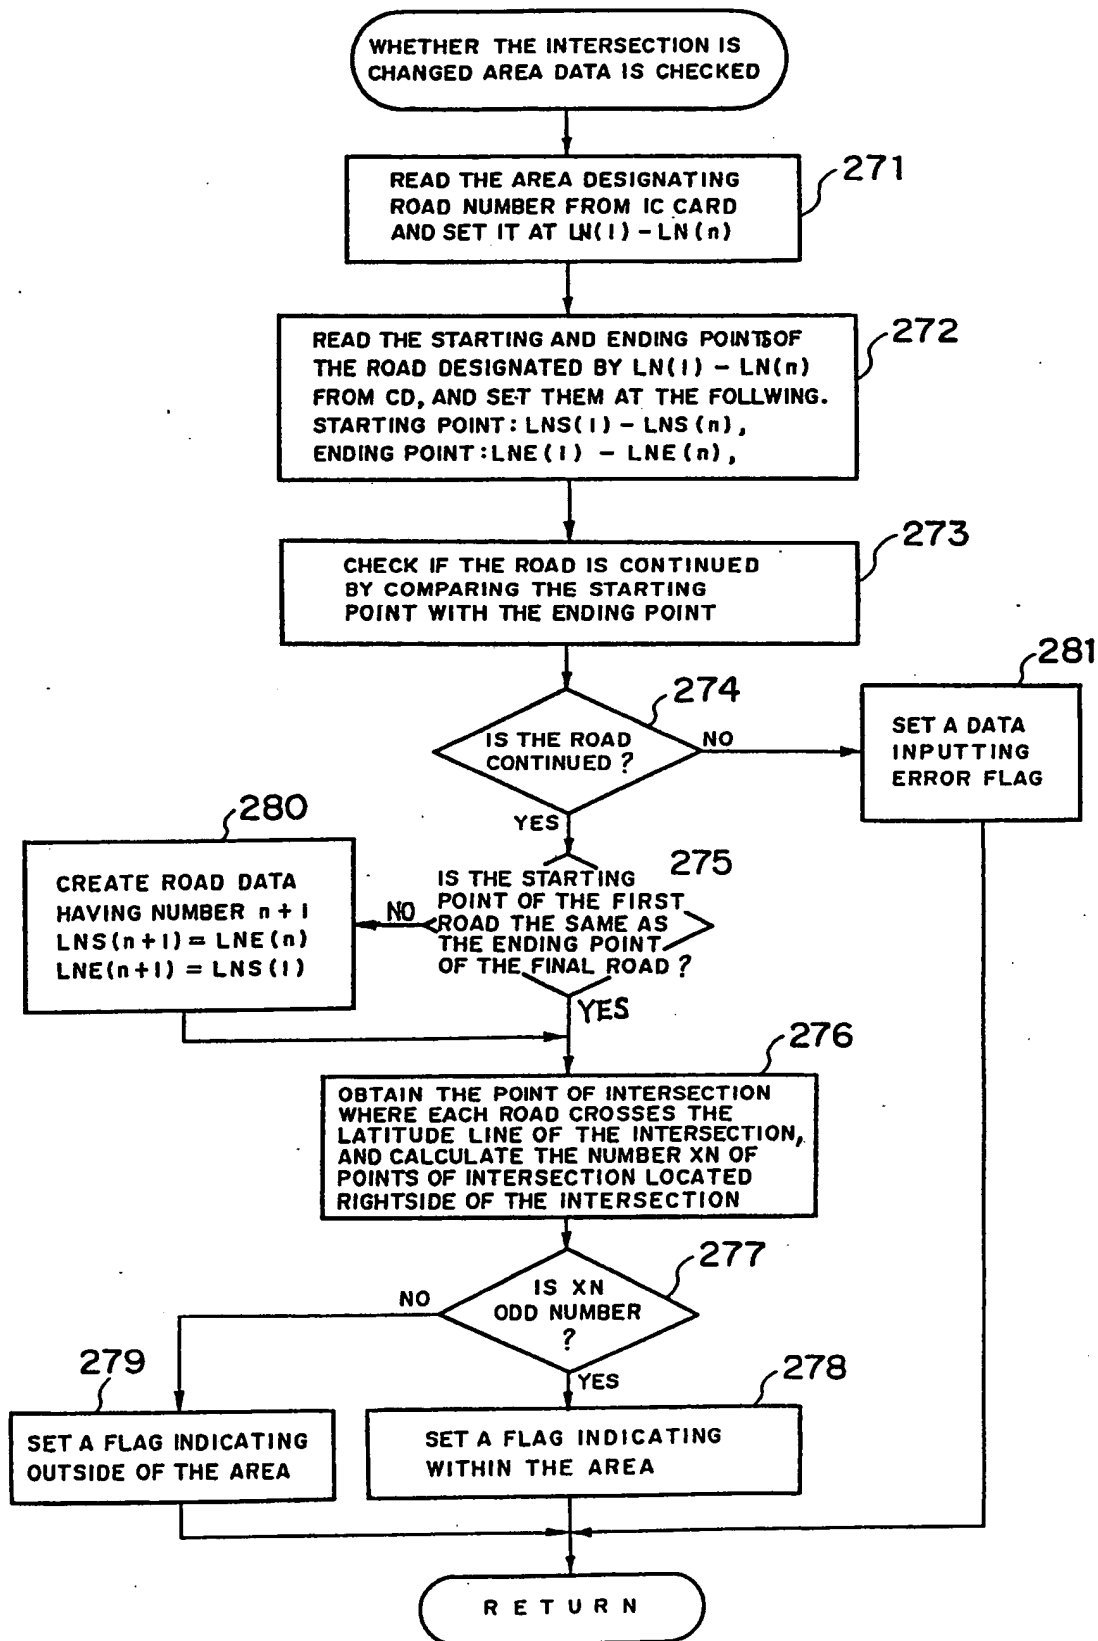 WHETHER THE INTERSECTION IS
CHANGED AREA DATA IS CHECKED
271
READ THE AREA DESIGNATING
ROAD NUMBER FROM IC CARD
AND SET IT AT LN(1) - LN(n)
272
READ THE STARTING AND ENDING POINTS OF
THE ROAD DESIGNATED BY LN(1) - LN(n)
FROM CD, AND SET THEM AT THE FOLLWING.
STARTING POINT: LNS(1) - LNS(n),
ENDING POINT: LNE(1) - LNE(n),
273
CHECK IF THE ROAD IS CONTINUED
BY COMPARING THE STARTING
POINT WITH THE ENDING POINT
274
IS THE ROAD
CONTINUED ?
NO
YES
281
SET A DATA
INPUTTING
ERROR FLAG
275
IS THE STARTING
POINT OF THE FIRST
ROAD THE SAME AS
THE ENDING POINT
OF THE FINAL ROAD ?
NO
YES
280
CREATE ROAD DATA
HAVING NUMBER n+1
LNS(n+1) = LNE(n)
LNE(n+1) = LNS(1)
276
OBTAIN THE POINT OF INTERSECTION
WHERE EACH ROAD CROSSES THE
LATITUDE LINE OF THE INTERSECTION,
AND CALCULATE THE NUMBER XN OF
POINTS OF INTERSECTION LOCATED
RIGHTSIDE OF THE INTERSECTION
277
IS XN
ODD NUMBER
?
NO
YES
279
SET A FLAG INDICATING
OUTSIDE OF THE AREA
278
SET A FLAG INDICATING
WITHIN THE AREA
RETURN